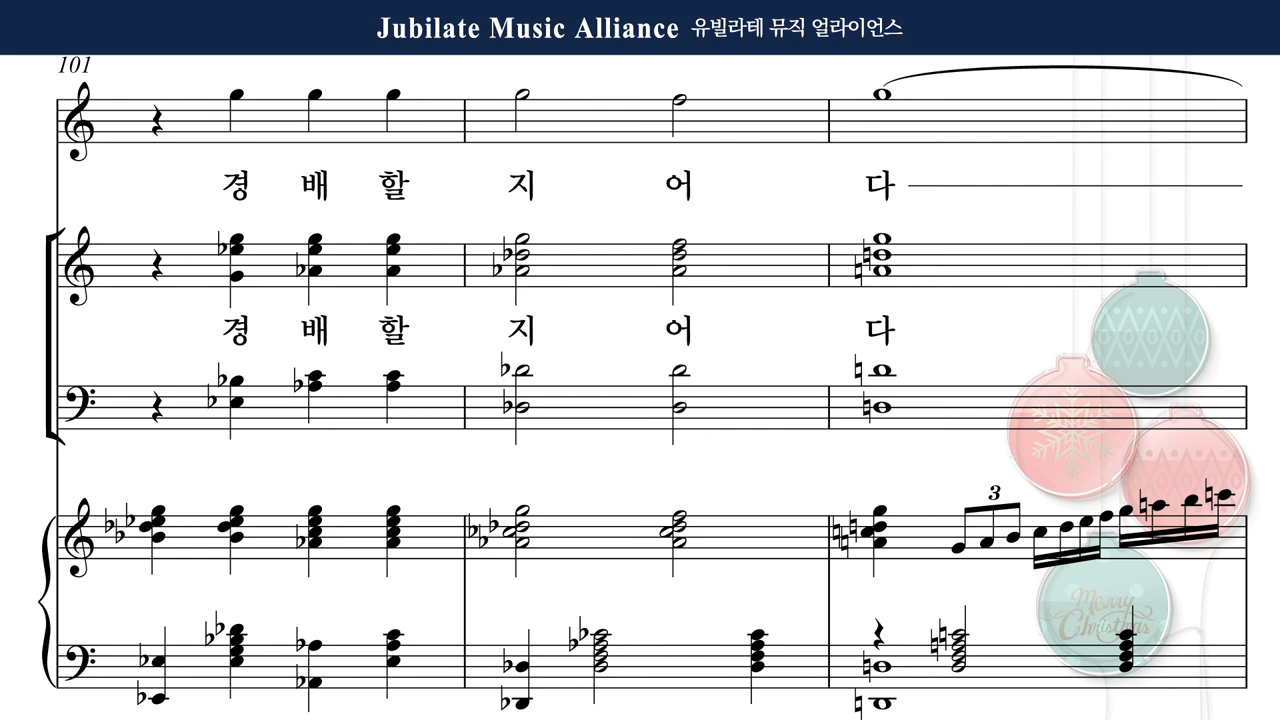 Jubilate Music Alliance 유빌라테 뮤직 얼라이언스
101
경 배 할 지 어 다
경 배 할 지 어 다
3
Merry
Christmas